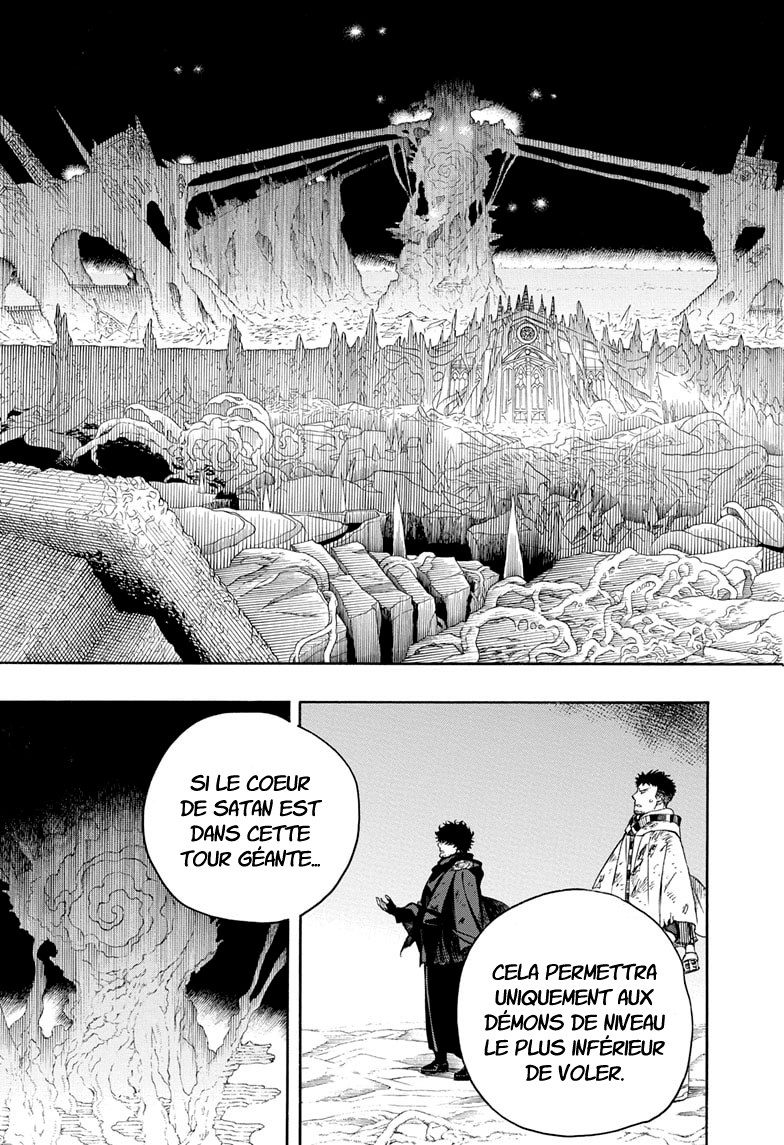 SI LE COEUR
DE SATAN EST
DANS CETTE
TOUR GÉANTE...
CELA PERMETTRA
UNIQUEMENT AUX
DÉMONS DE NIVEAU
LE PLUS INFÉRIEUR
DE VOLER.